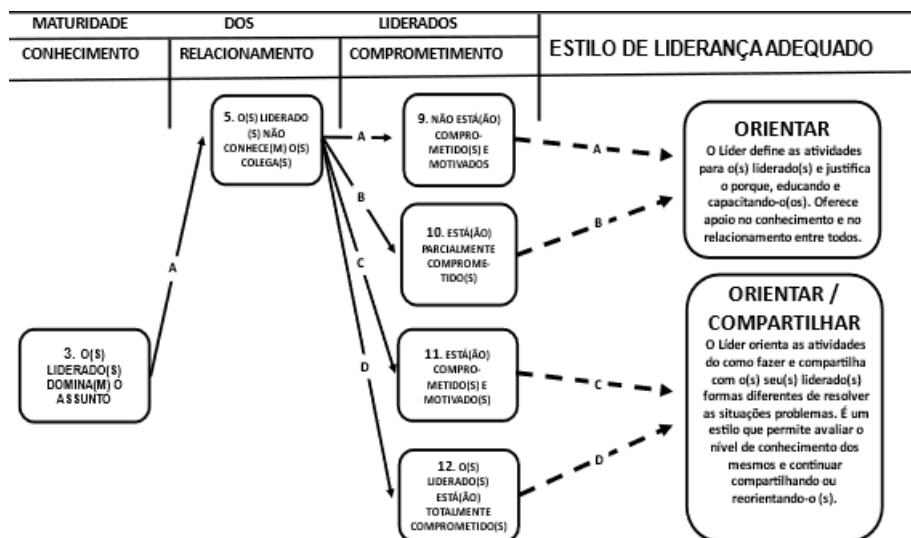 MATURIDADE DOS LIDERADOS
CONHECIMENTO RELACIONAMENTO COMPROMETIMENTO
ESTILO DE LIDERANÇA ADEQUADO
3. O(S)
LIDERADO(S)
DOMINA(M) O
ASSUNTO
A
5. O(S) LIDERADO
(S) NÃO
CONHECE(M) O(S)
COLEGA(S)
A
B
C
D
9. NÃO ESTÁ(ÃO)
COMPRO-
METIDO(S) E
MOTIVADOS
10. ESTÁ(ÃO)
PARCIALMENTE
COMPROME-
TIDO(S)
11. ESTÁ(ÃO)
COMPRO-
METIDO(S) E
MOTIVADO(S)
12. O(S)
LIDERADO(S)
ESTÁ(ÃO)
TOTALMENTE
COMPROMETIDO(S)
A
B
C
D
ORIENTAR
O Líder define as atividades
para o(s) liderado(s) e justifica
o porque, educando e
capacitando-o(os). Oferece
apoio no conhecimento e no
relacionamento entre todos.
ORIENTAR /
COMPARTILHAR
O Líder orienta as atividades
do como fazer e compartilha
com o(s) seu(s) liderado(s)
formas diferentes de resolver
as situações problemas. É um
estilo que permite avaliar o
nível de conhecimento dos
mesmos e continuar
compartilhando ou
reorientando-o (s).